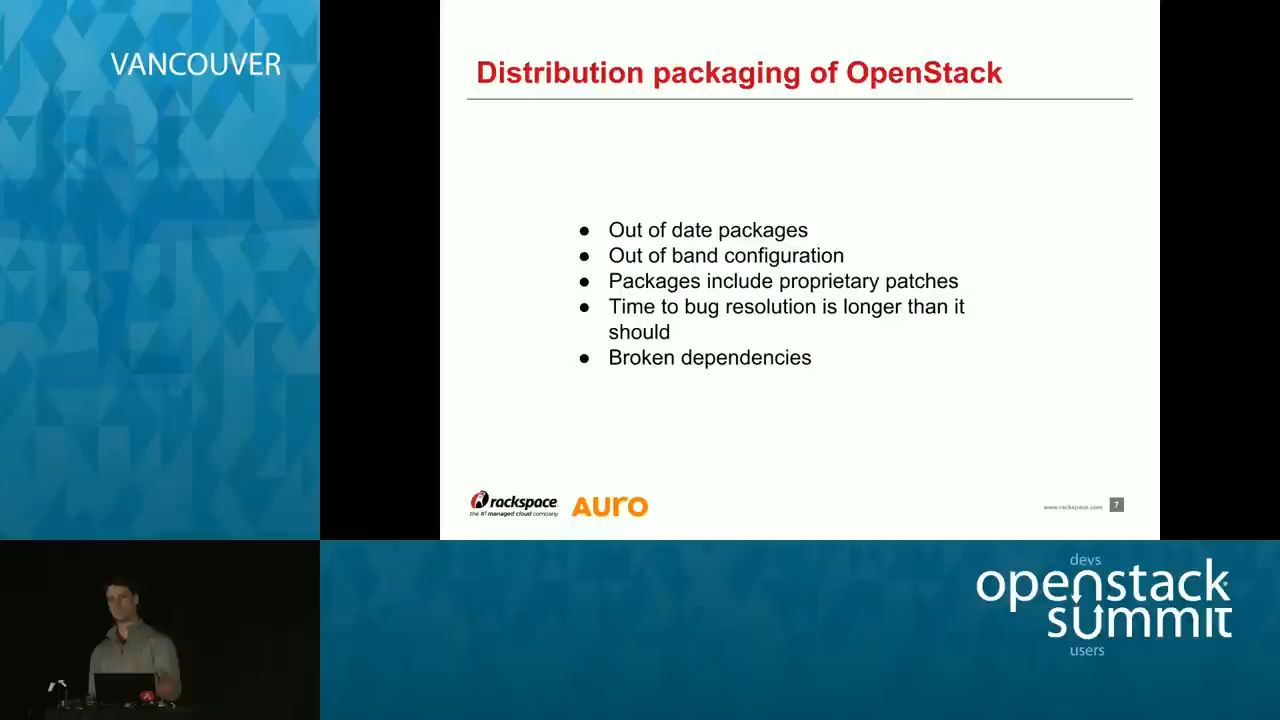 VANCOUVER
Distribution packaging of OpenStack
● Out of date packages
● Out of band configuration
● Packages include proprietary patches
● Time to bug resolution is longer than it
should
● Broken dependencies
rackspace
the #1 managed cloud company
AURO
www.rackspace.com
7
devs
openstack
summit
users